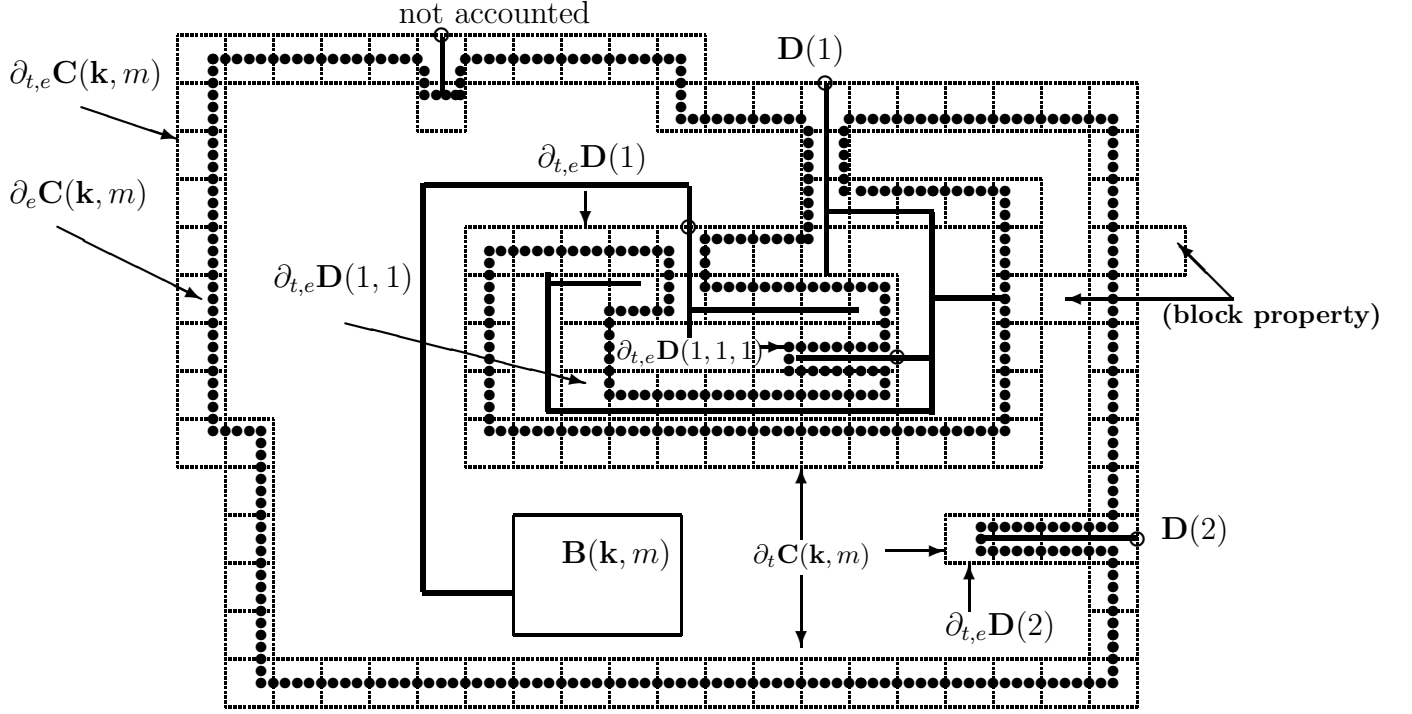 not accounted
D(1)
∂t,eC(k, m)
∂t,eD(1)
∂eC(k, m)
∂t,eD(1, 1)
(block property)
∂t,eD(1, 1, 1)
D(2)
B(k, m)
∂tC(k, m)
∂t,eD(2)